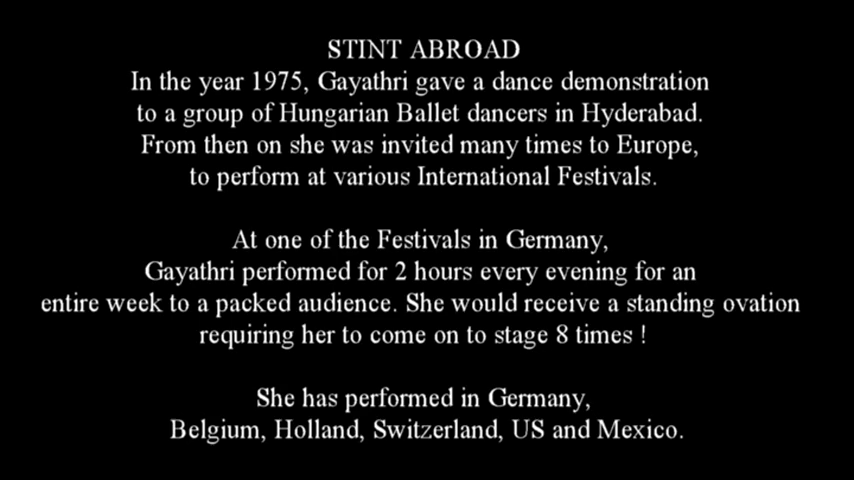 STINT ABROAD
In the year 1975, Gayathri gave a dance demonstration
to a group of Hungarian Ballet dancers in Hyderabad.
From then on she was invited many times to Europe,
to perform at various International Festivals.
At one of the Festivals in Germany,
Gayathri performed for 2 hours every evening for an
entire week to a packed audience. She would receive a standing ovation
requiring her to come on to stage 8 times !
She has performed in Germany,
Belgium, Holland, Switzerland, US and Mexico.